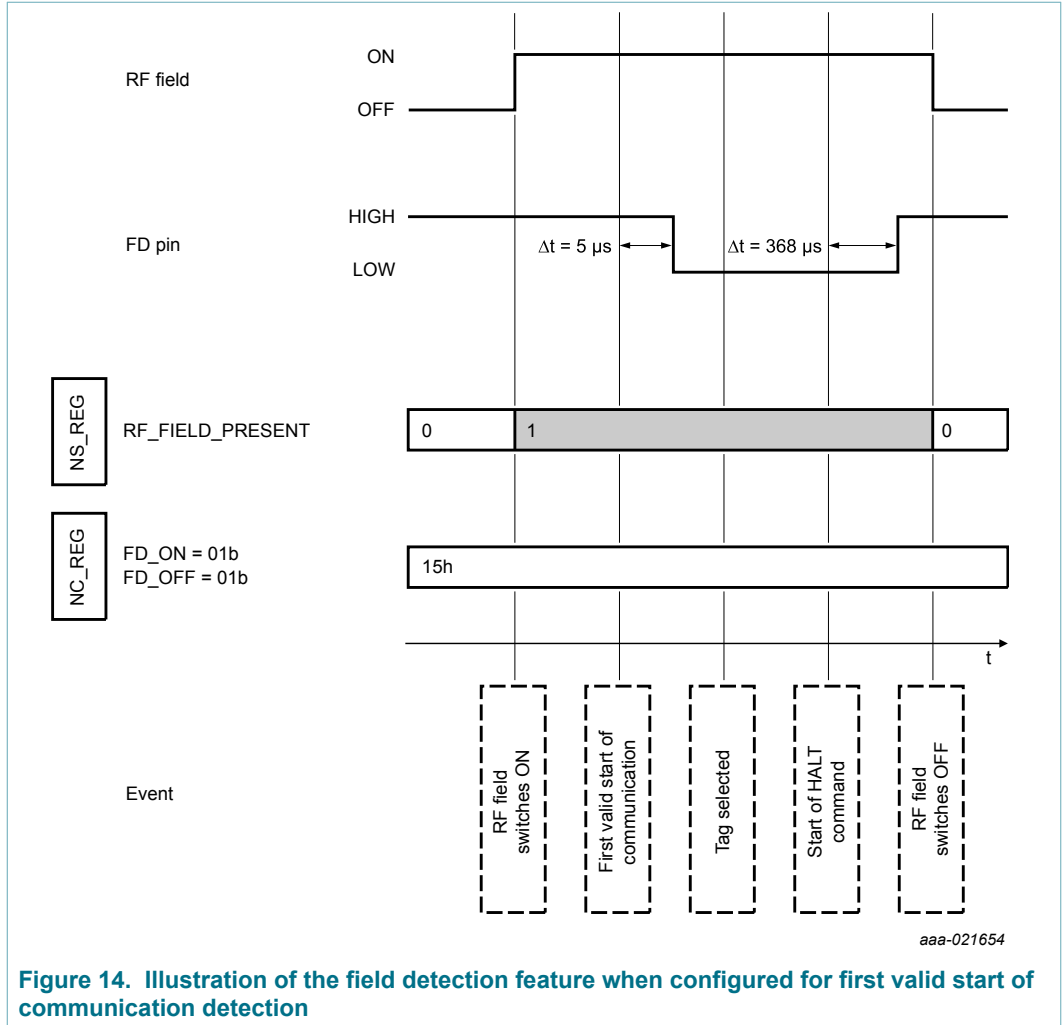 ON
RF field
OFF
HIGH
FD pin
Δt = 5 µs
Δt = 368 µs
LOW
NS_REG
RF_FIELD_PRESENT
0
1
0
NC_REG
FD_ON = 01b
FD_OFF = 01b
15h
t
Event
RF field
switches ON
First valid start of
communication
Tag selected
Start of HALT
command
RF field
switches OFF
aaa-021654
Figure 14. Illustration of the field detection feature when configured for first valid start of
communication detection